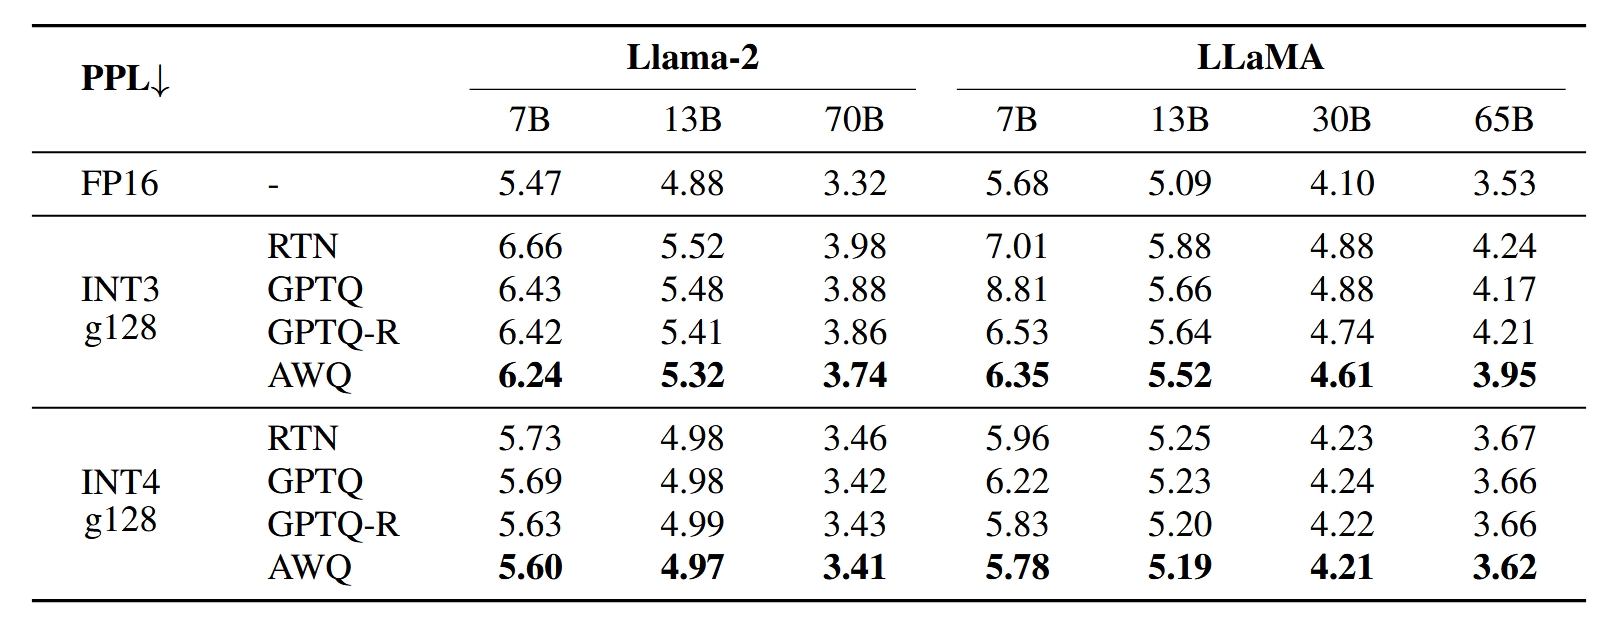 PPL↓ Llama-2 LLaMA
7B 13B 70B 7B 13B 30B 65B
FP16 - 5.47 4.88 3.32 5.68 5.09 4.10 3.53
INT3 g128
RTN 6.66 5.52 3.98 7.01 5.88 4.88 4.24
GPTQ 6.43 5.48 3.88 8.81 5.66 4.88 4.17
GPTQ-R 6.42 5.41 3.86 6.53 5.64 4.74 4.21
AWQ 6.24 5.32 3.74 6.35 5.52 4.61 3.95
INT4 g128
RTN 5.73 4.98 3.46 5.96 5.25 4.23 3.67
GPTQ 5.69 4.98 3.42 6.22 5.23 4.24 3.66
GPTQ-R 5.63 4.99 3.43 5.83 5.20 4.22 3.66
AWQ 5.60 4.97 3.41 5.78 5.19 4.21 3.62